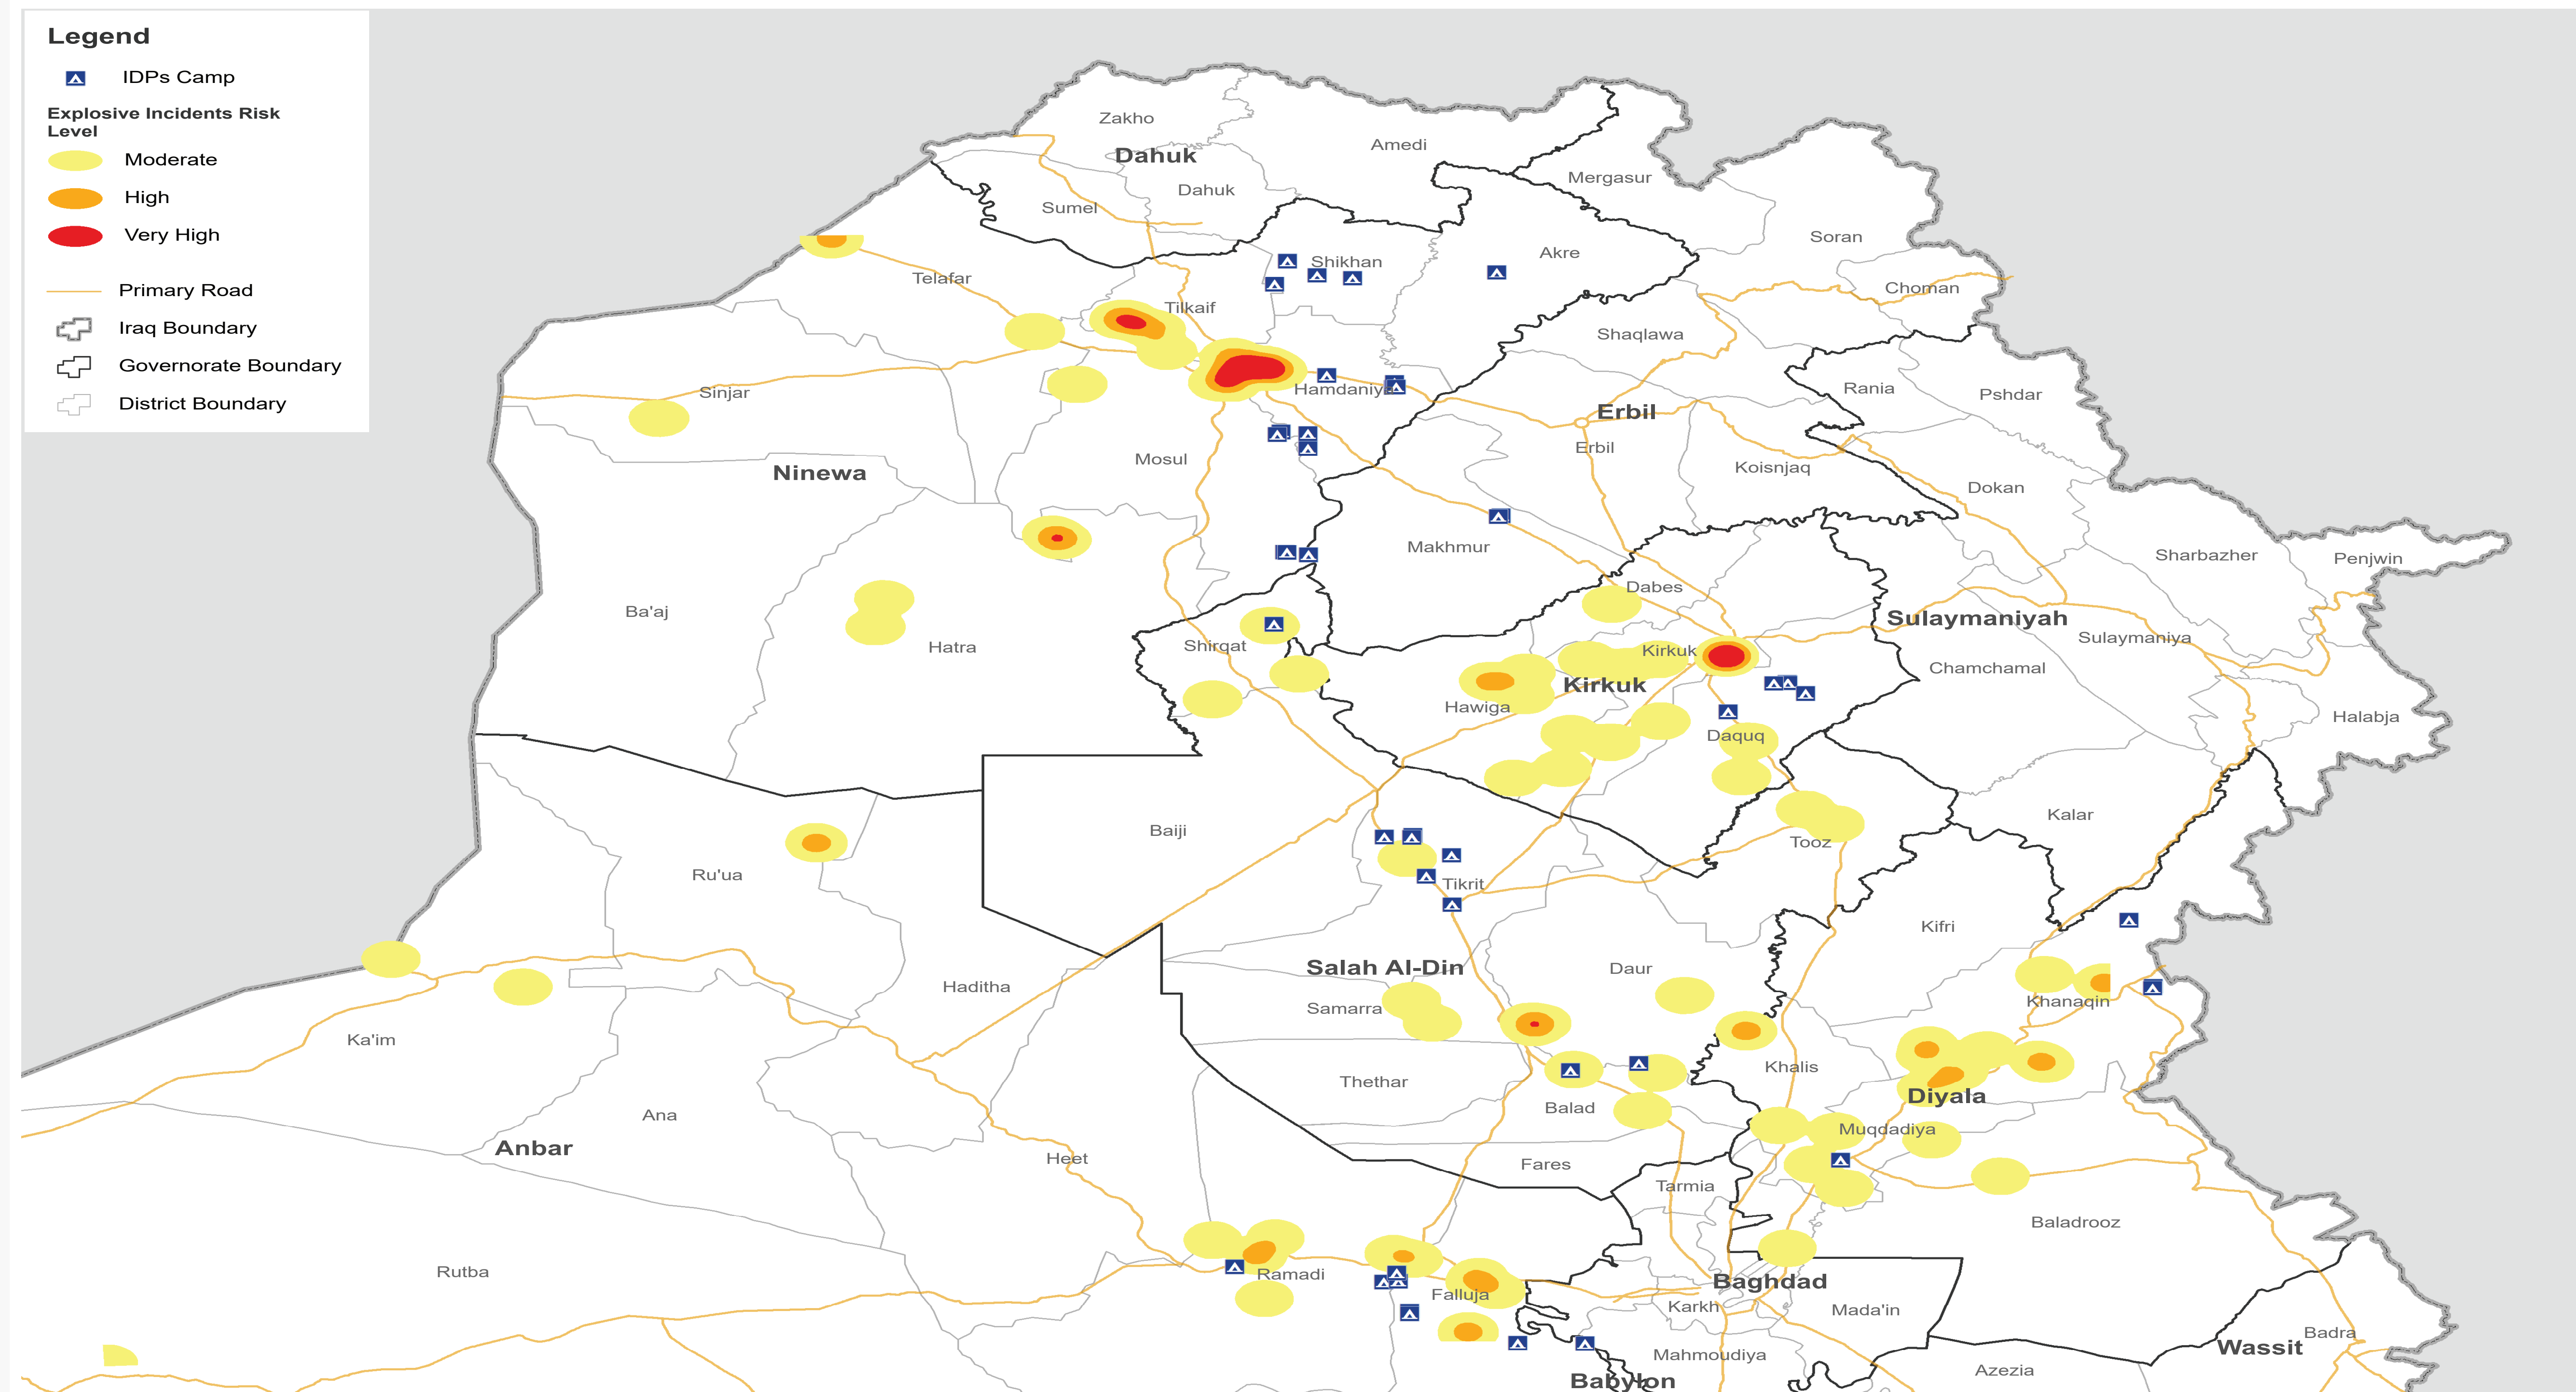 Legend
IDPs Camp
Explosive Incidents Risk
Level
Moderate
High
Very High
Primary Road
Iraq Boundary
Governorate Boundary
District Boundary
Zakho
Amedi
Dahuk
Dahuk
Mergasur
Sumel
Soran
Akre
Shikhan
Telafar
Choman
Tilkaif
Shaqlawa
Hamdaniy
Rania
Sinjar
Pshdar
Erbil
Erbil
Mosul
Koisnjaq
Ninewa
Dokan
Makhmur
Sharbazher
Penjwin
Dabes
Ba'aj
Sulaymaniyah
Sulaymaniya
Shirqat
Hatra
Kirkuk
Chamchamal
Kirkuk
Hawiga
Halabja
Daquq
Kalar
Baiji
Tooz
Ru'ua
Tikrit
Kifri
Salah Al-Din
Daur
Haditha
Khanaqin
Samarra
Ka'im
Khalis
Thethar
Diyala
Balad
Ana
Muqdadiya
Anbar
Heet
Fares
Tarmia
Baladrooz
Rutba
Ramadi
Baghdad
Falluja
Karkh
Mada'in
Badra
Wassit
Mahmoudiya
Azezia
Babylon